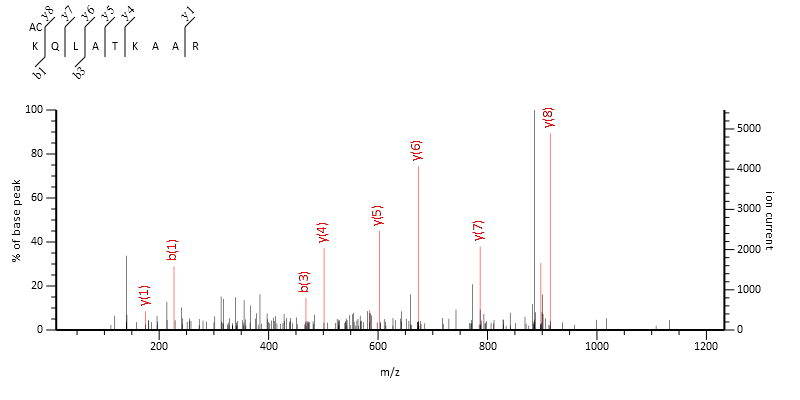 y8 y7 y6 y5 y4 y1
AC
K Q L A T K A A R
b1 b3
100
80
60
40
20
0
% of base peak
5000
4000
3000
2000
1000
0
ion current
y(1)
b(1)
b(3)
y(4)
y(5)
y(6)
y(7)
y(8)
200 400 600 800 1000 1200
m/z